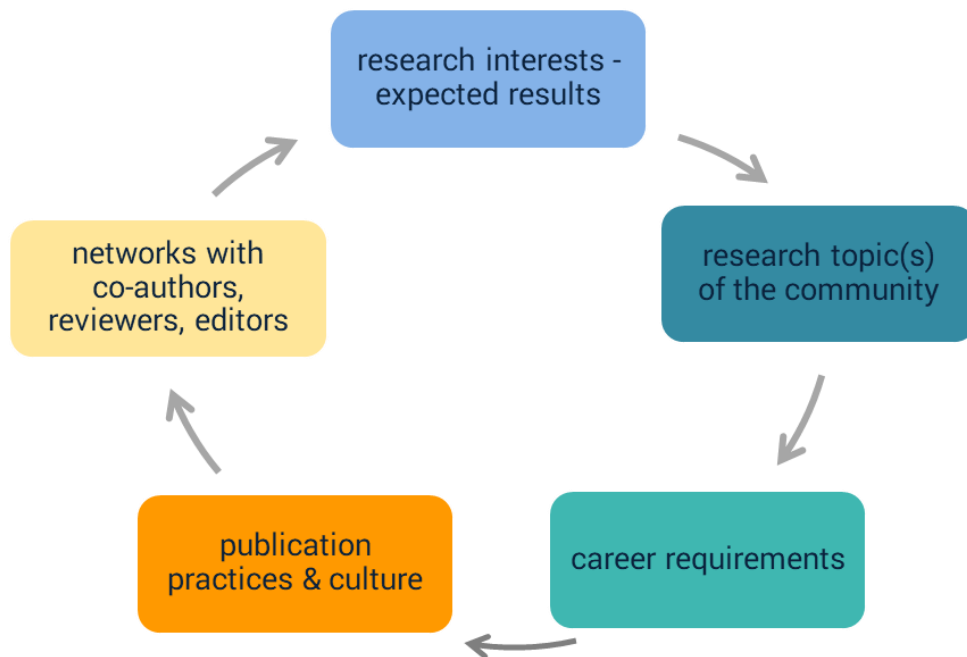 research interests -
expected results
research topic(s)
of the community
career requirements
publication
practices & culture
networks with
co-authors,
reviewers, editors